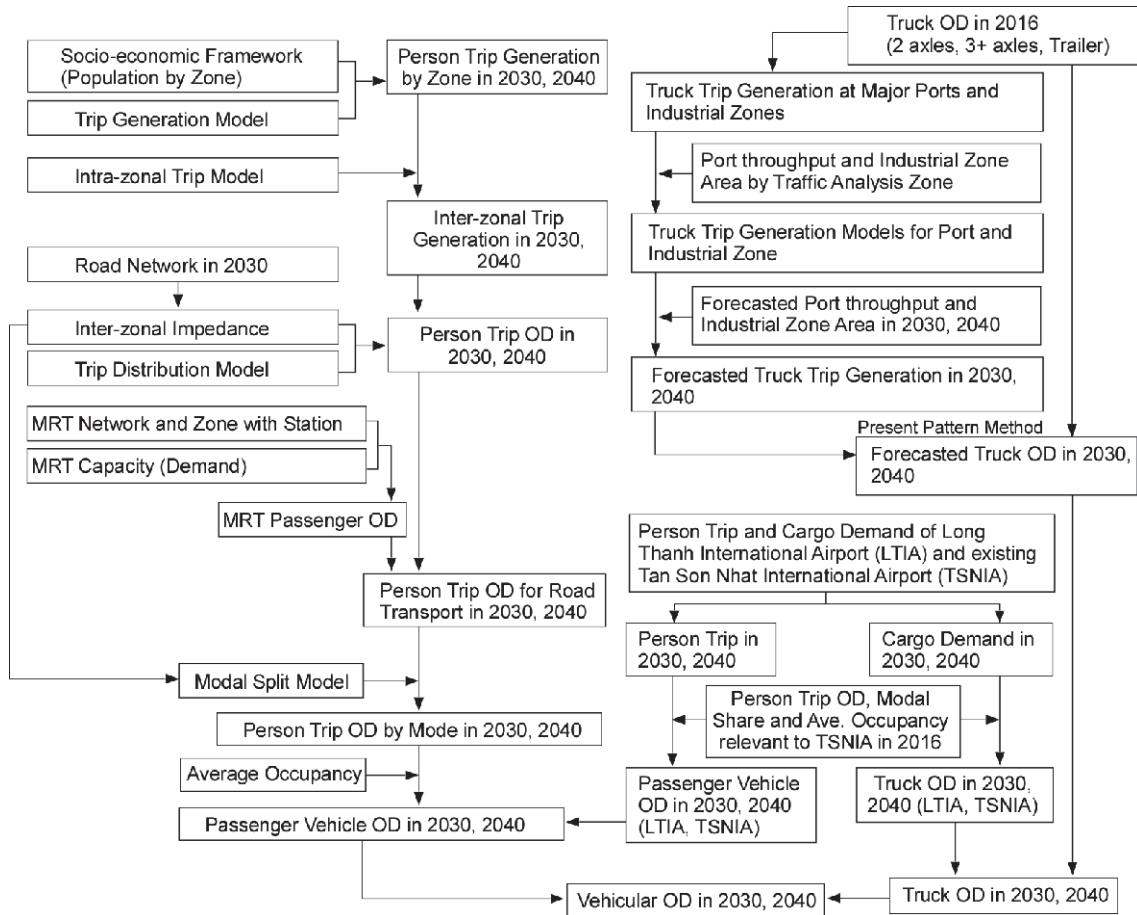 Socio-economic Framework
(Population by Zone)
Trip Generation Model
Intra-zonal Trip Model
Person Trip Generation
by Zone in 2030, 2040
Inter-zonal Trip
Generation in 2030,
2040
Road Network in 2030
Inter-zonal Impedance
Trip Distribution Model
Person Trip OD in
2030, 2040
MRT Network and Zone with Station
MRT Capacity (Demand)
MRT Passenger OD
Person Trip OD for Road
Transport in 2030, 2040
Modal Split Model
Person Trip OD by Mode in 2030, 2040
Average Occupancy
Passenger Vehicle OD in 2030, 2040
Truck OD in 2016
(2 axles, 3+ axles, Trailer)
Truck Trip Generation at Major Ports and
Industrial Zones
Port throughput and Industrial Zone
Area by Traffic Analysis Zone
Truck Trip Generation Models for Port and
Industrial Zone
Forecasted Port throughput and
Industrial Zone Area in 2030, 2040
Forecasted Truck Trip Generation in 2030,
2040
Present Pattern Method
Forecasted Truck OD in 2030,
2040
Person Trip and Cargo Demand of Long
Thanh International Airport (LTIA) and existing
Tan Son Nhat International Airport (TSNIA)
Person Trip in
2030, 2040
Cargo Demand in
2030, 2040
Person Trip OD, Modal
Share and Ave. Occupancy
relevant to TSNIA in 2016
Passenger Vehicle
OD in 2030, 2040
(LTIA, TSNIA)
Truck OD in 2030,
2040 (LTIA, TSNIA)
Vehicular OD in 2030, 2040
Truck OD in 2030, 2040